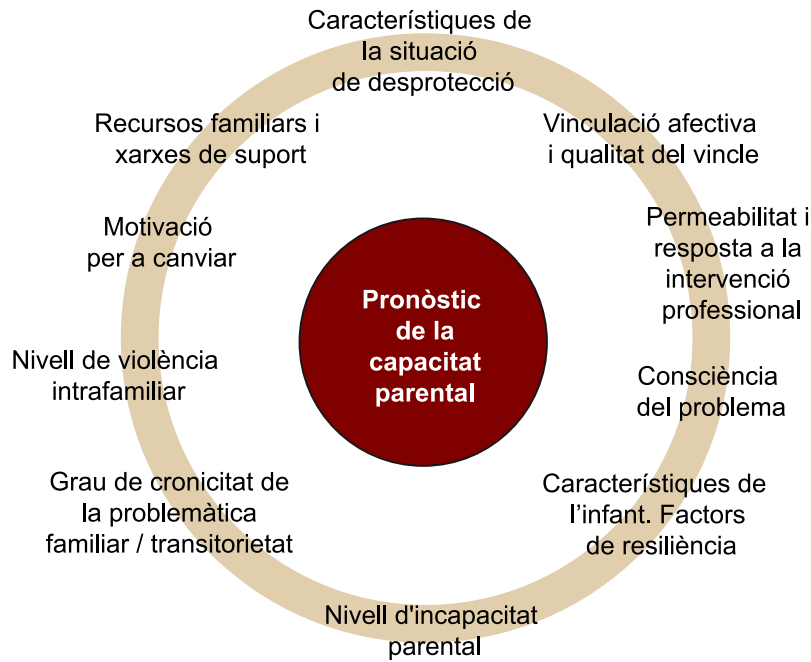 Característiques de
la situació
de desprotecció
Vinculació afectiva
i qualitat del vincle
Permeabilitat i
resposta a la
intervenció
professional
Consciència
del problema
Característiques de
l'infant. Factors
de resiliència
Nivell d'incapacitat
parental
Grau de cronicitat de
la problemàtica
familiar / transitorietat
Nivell de violència
intrafamiliar
Motivació
per a canviar
Recursos familiars i
xarxes de suport
Pronòstic
de la
capacitat
parental